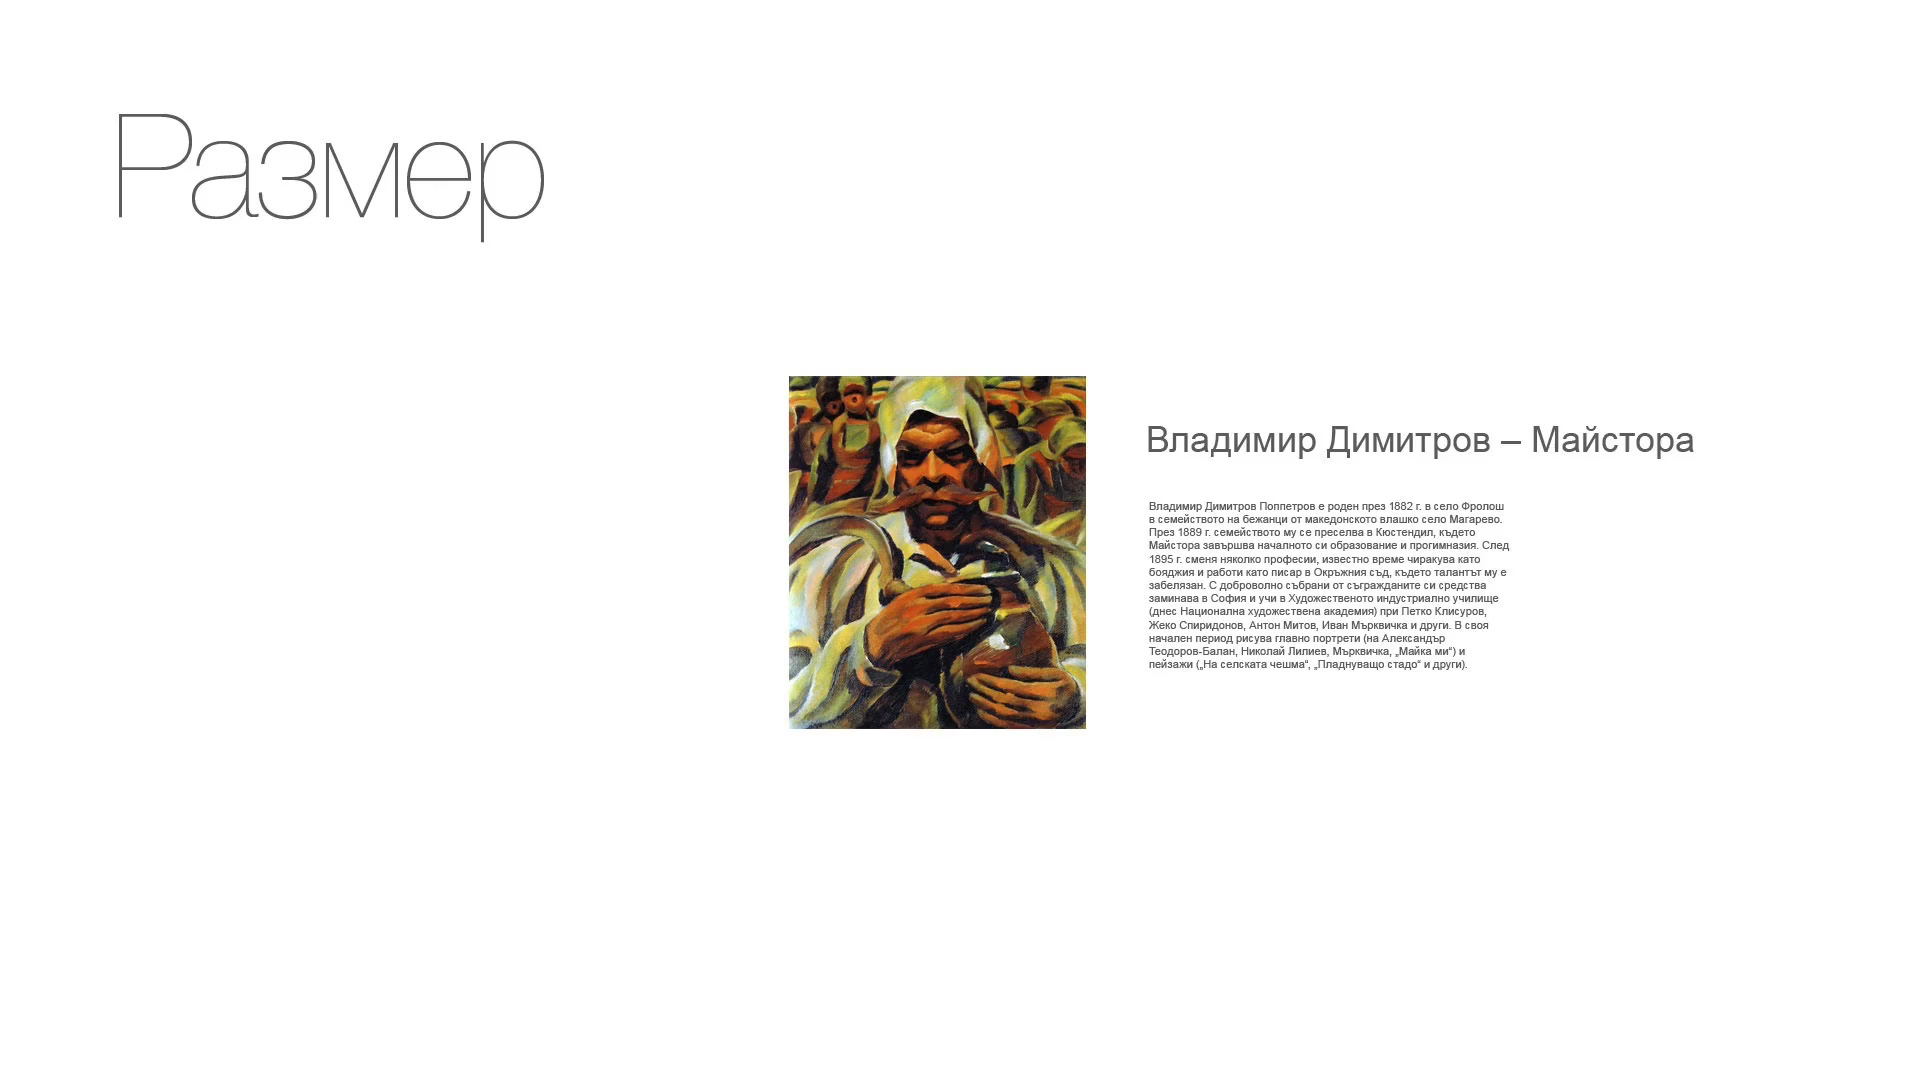 Размер
Владимир Димитров – Майстора
Владимир Димитров Поппетров е роден през 1882 г. в село Фролош
в семейството на бежанци от македонското влашко село Магарево.
През 1889 г. семейството му се преселва в Кюстендил, където
Майстора завършва началното си образование и прогимназия. След
1895 г. сменя няколко професии, известно време чиракува като
бояджия и работи като писар в Окръжния съд, където талантът му е
забелязан. С доброволно събрани от съгражданите си средства
заминава в София и учи в Художественото индустриално училище
(днес Национална художествена академия) при Петко Клисуров,
Жеко Спиридонов, Антон Митов, Иван Мърквичка и други. В своя
начален период рисува главно портрети (на Александър
Теодоров-Балан, Николай Лилиев, Мърквичка, „Майка ми“) и
пейзажи („На селската чешма“, „Пладнуващо стадо“ и други).